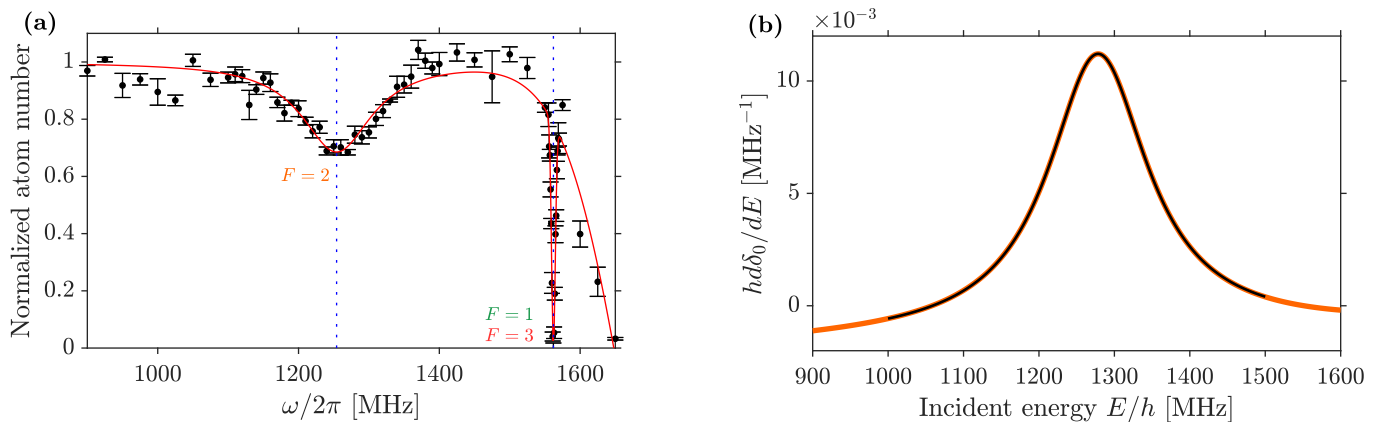 (a)
Normalized atom number
1
0.8
0.6
0.4
0.2
0
F = 2
F = 1
F = 3
1000 1200 1400 1600
ω/2π [MHz]
(b)
×10⁻³
hdδ₀/dE [MHz⁻¹]
10
5
0
900 1000 1100 1200 1300 1400 1500 1600
Incident energy E/h [MHz]